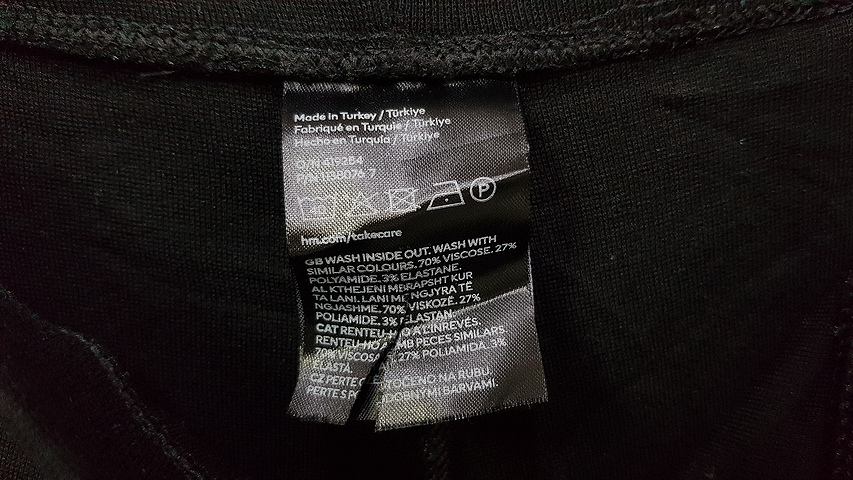 Made in Turkey / Türkiye
Fabriqué en Turquie / Türkiye
Hecho en Turquía / Türkiye
O/N 419254
P
hm.com/takecare
GB WASH INSIDE OUT. WASH WITH
SIMILAR COLOURS. 70% VISCOSE. 27%
POLYAMIDE. 3% ELASTANE.
AL KTHEJENI MBRAPSHT KUR
TA LANI. LANI ME NGJYRA TË
NGJASHME. 70% VISKOZË. 27%
POLIAMIDE. 3% ELASTAN.
CAT RENTEU-HO A L'INREVÉS.
RENTEU-HO AMB PECES SIMILARS.
70% VISCOSA. 27% POLIAMIDA. 3%
ELASTÀ.
CZ PERTE OTOČENO NA RUBU.
PERTE S PODOBNÝMI BARVAMI.